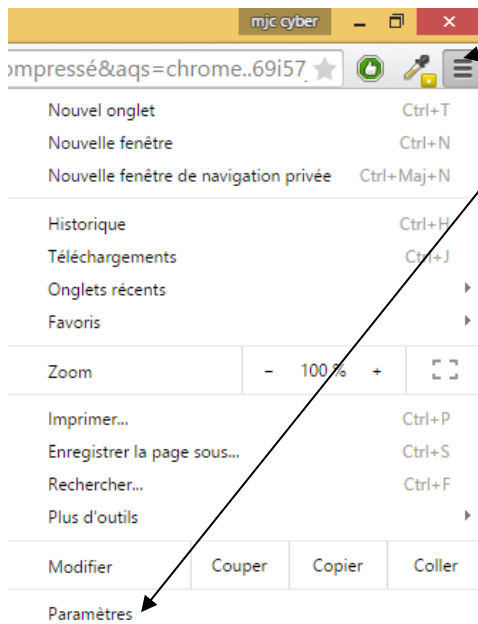 mjc cyber
ompressé&aqs=chrome..69i57
Nouvel onglet Ctrl+T
Nouvelle fenêtre Ctrl+N
Nouvelle fenêtre de navigation privée Ctrl+Maj+N
Historique Ctrl+H
Téléchargements Ctrl+J
Onglets récents
Favoris
Zoom - 100 % +
Imprimer... Ctrl+P
Enregistrer la page sous... Ctrl+S
Rechercher... Ctrl+F
Plus d'outils
Modifier Couper Copier Coller
Paramètres